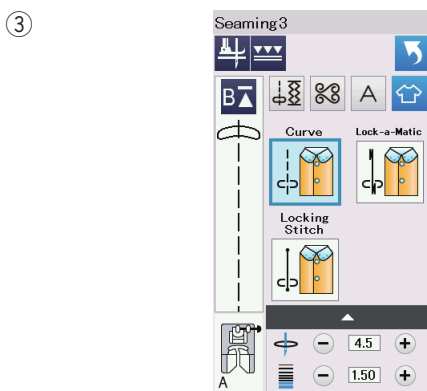 ③
Seaming3
B
A
Curve
Lock-a-Matic
Locking
Stitch
A
4.5
1.50